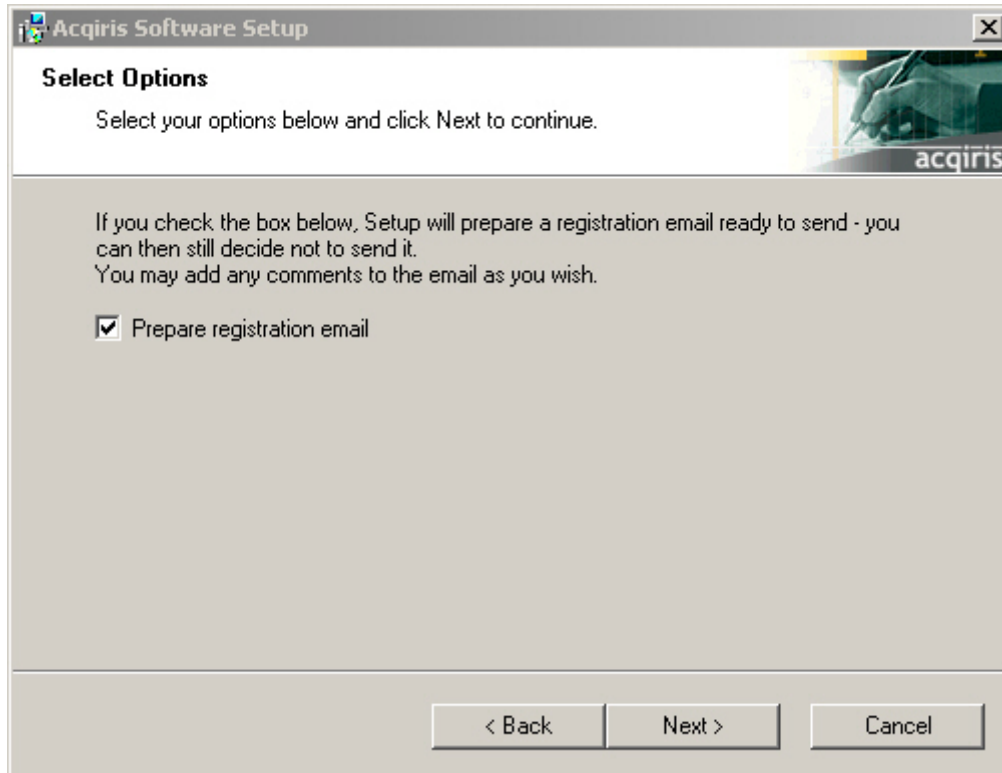 Acqiris Software Setup
Select Options
Select your options below and click Next to continue.
acqiris
If you check the box below, Setup will prepare a registration email ready to send - you
can then still decide not to send it.
You may add any comments to the email as you wish.
Prepare registration email
< Back
Next >
Cancel